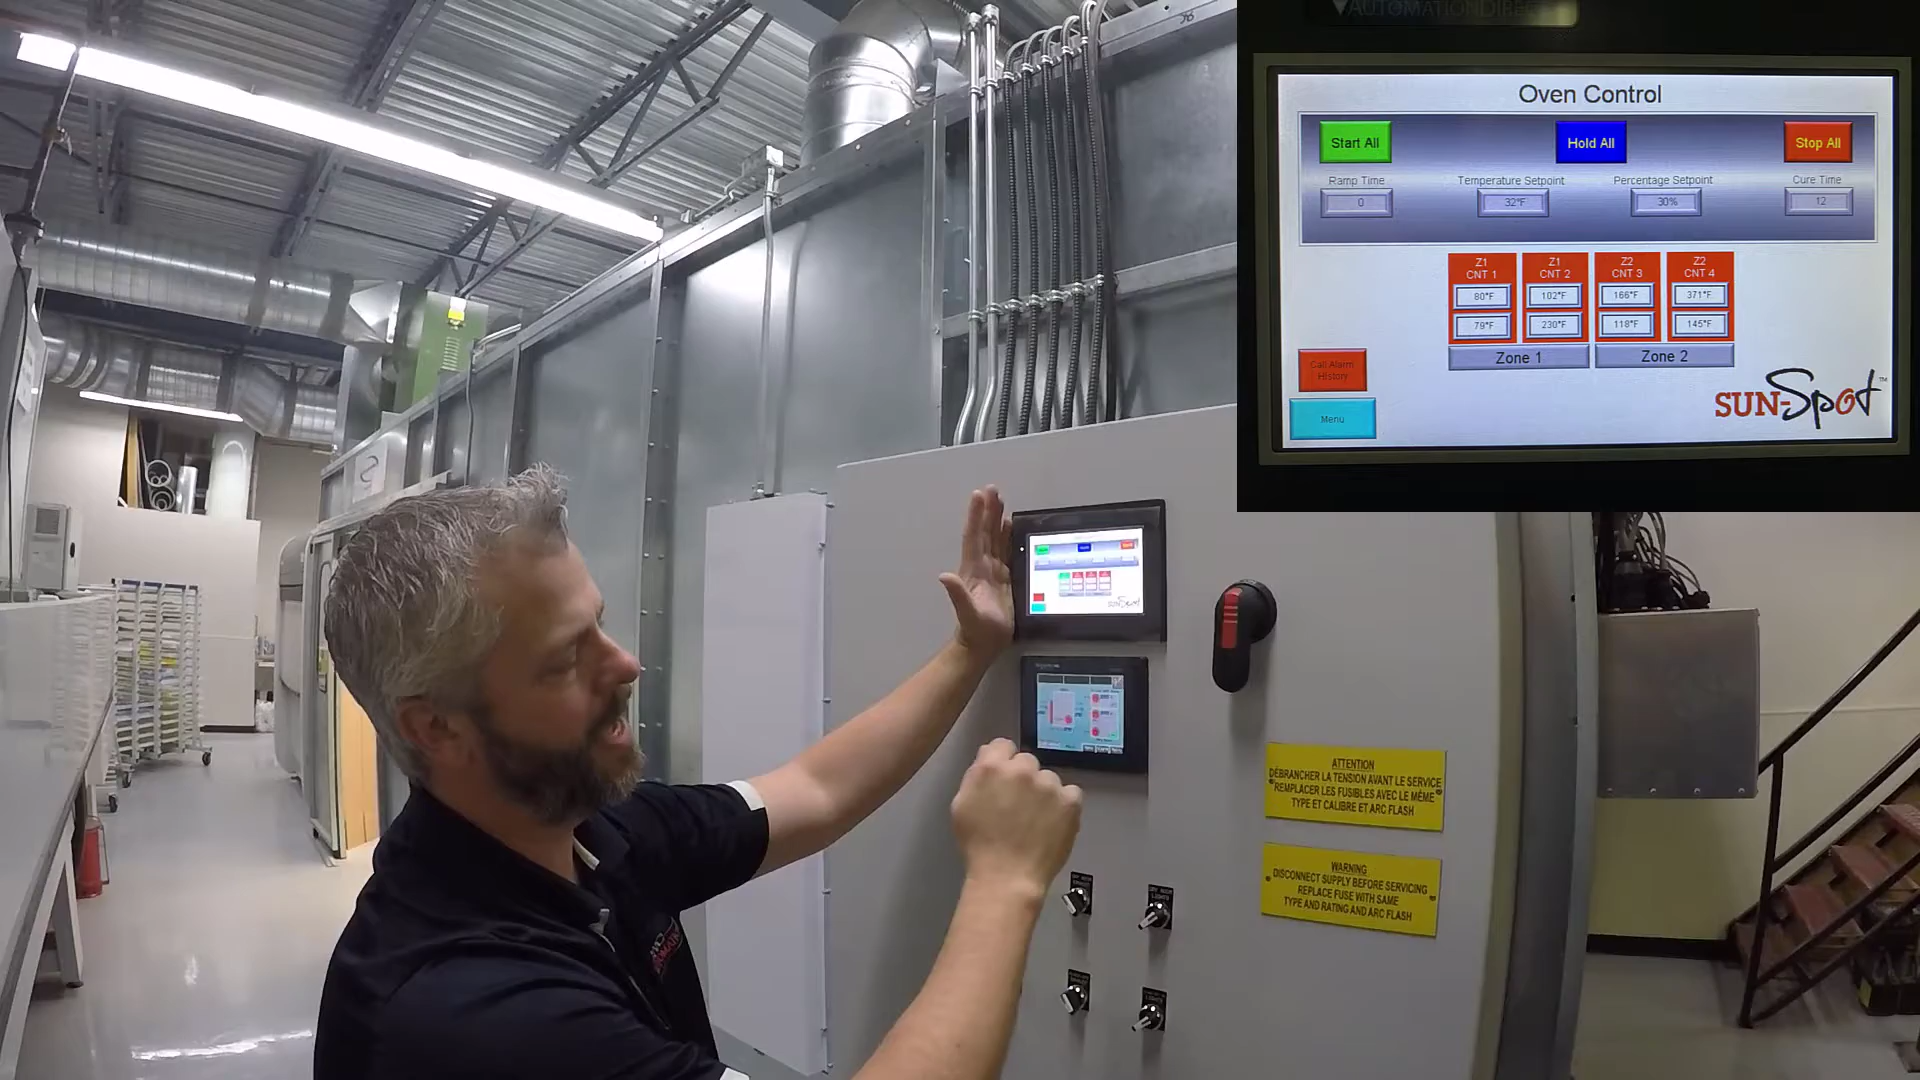 AUTOMATIONDIRE
Oven Control
Start All
Hold All
Stop All
Ramp Time
Temperature Setpoint
Percentage Setpoint
Cure Time
0
32°F
30%
12
Z1
CNT 1
Z1
CNT 2
Z2
CNT 3
Z2
CNT 4
80°F
102°F
166°F
371°F
79°F
230°F
118°F
145°F
Zone 1
Zone 2
Call Alarm
History
Menu
SUN-Spot™
ATTENTION
DÉBRANCHER LA TENSION AVANT LE SERVICE
REMPLACER LES FUSIBLES AVEC LE MÊME
TYPE ET CALIBRE ET ARC FLASH
WARNING
DISCONNECT SUPPLY BEFORE SERVICING
REPLACE FUSE WITH SAME
TYPE AND RATING AND ARC FLASH